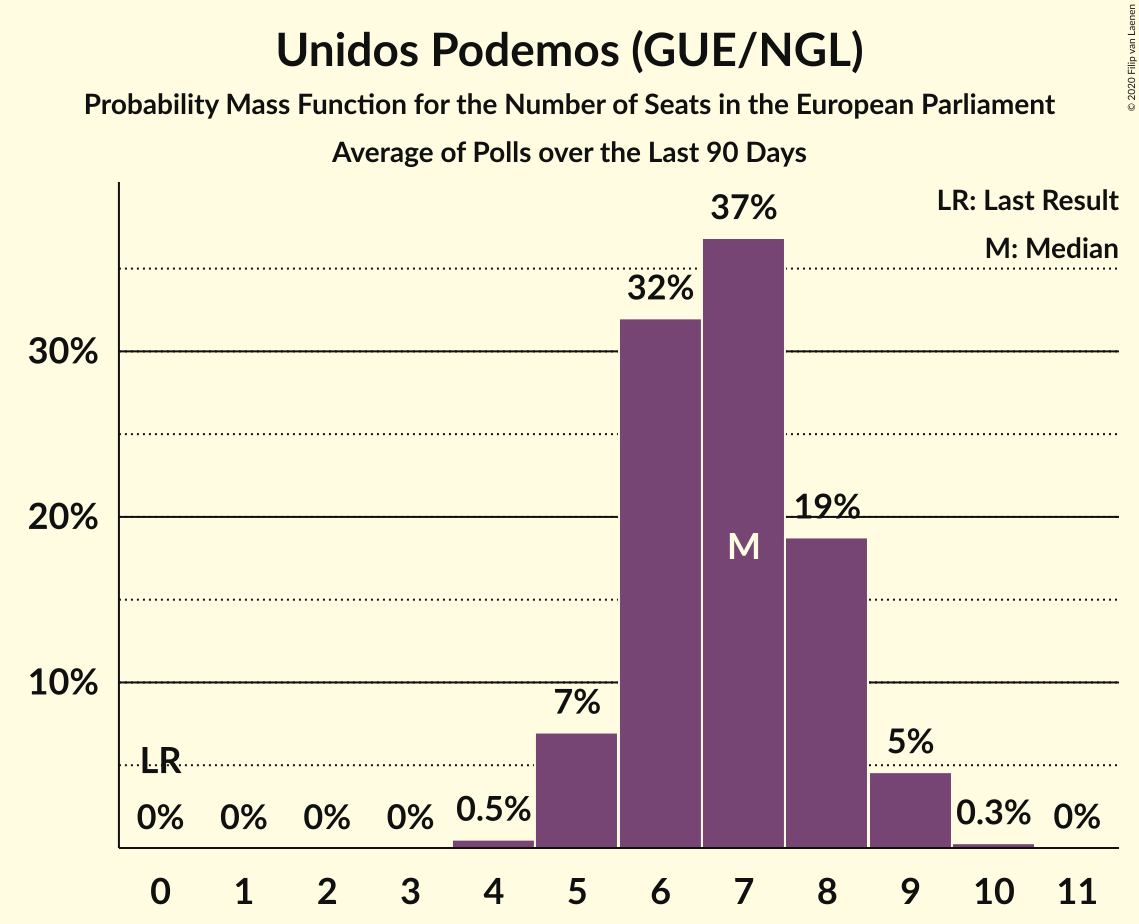 Unidos Podemos (GUE/NGL)
Probability Mass Function for the Number of Seats in the European Parliament
Average of Polls over the Last 90 Days
© 2020 Filip van Laenen
LR: Last Result
M: Median
37%
32%
30%
19%
20%
M
10%
7%
5%
LR
0% 0% 0% 0% 0.5% 0.3% 0%
0 1 2 3 4 5 6 7 8 9 10 11